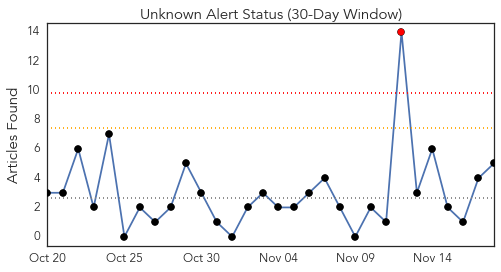 Unknown Alert Status (30-Day Window)
Articles Found
14
12
10
8
6
4
2
0
Oct 20 Oct 25 Oct 30 Nov 04 Nov 09 Nov 14